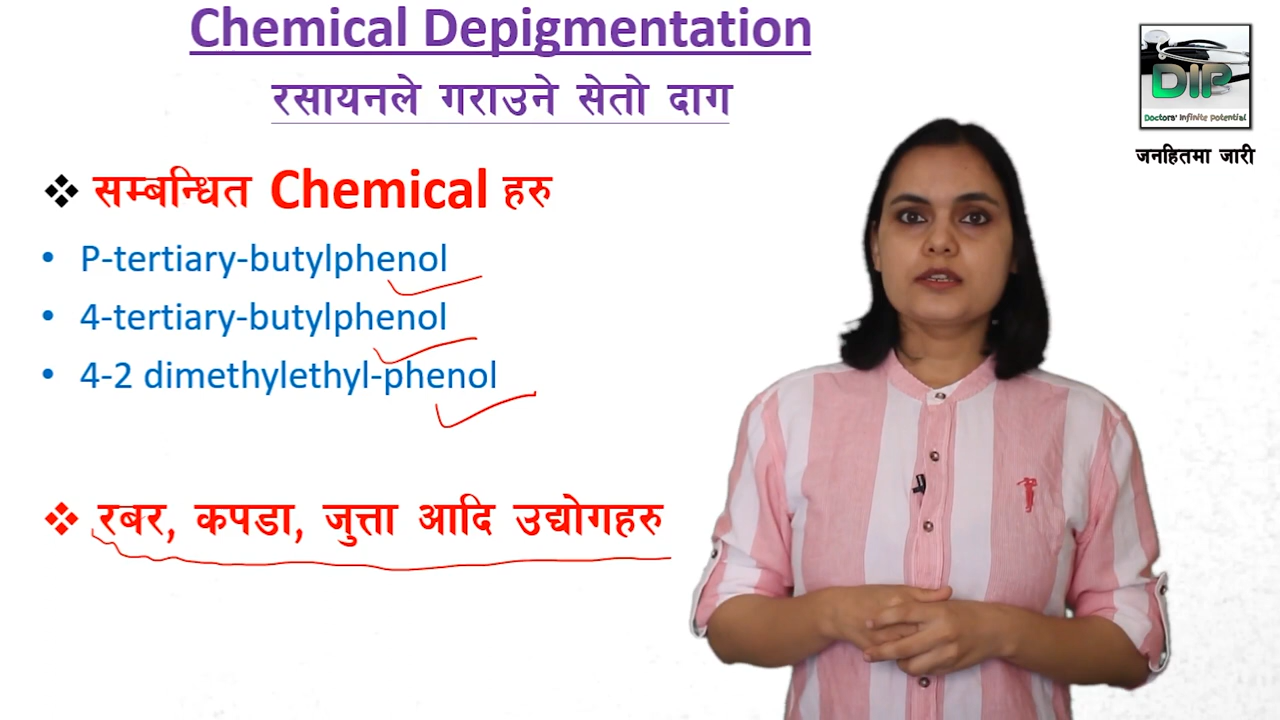 Chemical Depigmentation
रसायनले गराउने सेतो दाग
❖ सम्बन्धित Chemical हरु
• P-tertiary-butylphenol
• 4-tertiary-butylphenol
• 4-2 dimethylethyl-phenol
❖ रबर, कपडा, जुत्ता आदि उद्योगहरु
DIP
Doctors' Infinite Potential
जनहितमा जारी